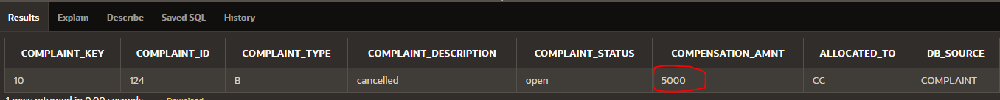 Results Explain Describe Saved SQL History
COMPLAINT_KEY COMPLAINT_ID COMPLAINT_TYPE COMPLAINT_DESCRIPTION COMPLAINT_STATUS COMPENSATION_AMNT ALLOCATED_TO DB_SOURCE
10 124 B cancelled open 5000 CC COMPLAINT
1 rows returned in 0.00 seconds Download